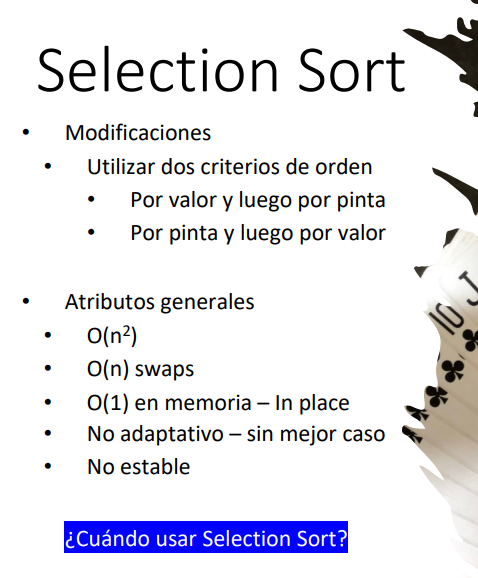 Selection Sort
• Modificaciones
• Utilizar dos criterios de orden
• Por valor y luego por pinta
• Por pinta y luego por valor
• Atributos generales
• O(n²)
• O(n) swaps
• O(1) en memoria – In place
• No adaptativo – sin mejor caso
• No estable
¿Cuándo usar Selection Sort?
10
J